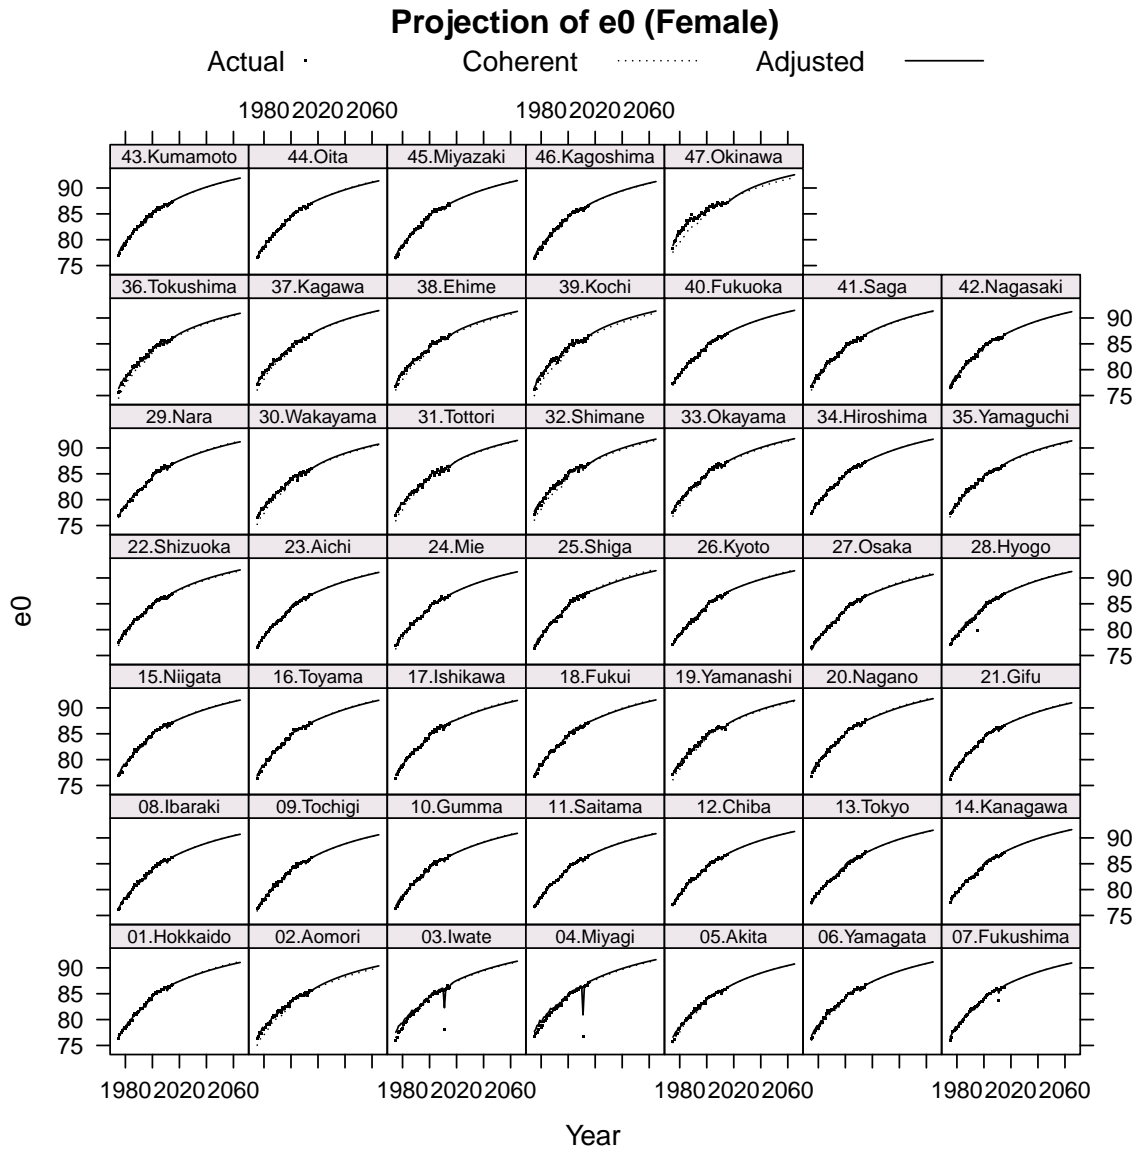 Projection of e0 (Female)
Actual Coherent Adjusted
1980 2020 2060 1980 2020 2060
43.Kumamoto 44.Oita 45.Miyazaki 46.Kagoshima 47.Okinawa
90
85
80
75
36.Tokushima 37.Kagawa 38.Ehime 39.Kochi 40.Fukuoka 41.Saga 42.Nagasaki
90
85
80
75
29.Nara 30.Wakayama 31.Tottori 32.Shimane 33.Okayama 34.Hiroshima 35.Yamaguchi
90
85
80
75
22.Shizuoka 23.Aichi 24.Mie 25.Shiga 26.Kyoto 27.Osaka 28.Hyogo
90
85
80
75
e0
15.Niigata 16.Toyama 17.Ishikawa 18.Fukui 19.Yamanashi 20.Nagano 21.Gifu
90
85
80
75
08.Ibaraki 09.Tochigi 10.Gumma 11.Saitama 12.Chiba 13.Tokyo 14.Kanagawa
90
85
80
75
01.Hokkaido 02.Aomori 03.Iwate 04.Miyagi 05.Akita 06.Yamagata 07.Fukushima
90
85
80
75
1980 2020 2060 1980 2020 2060 1980 2020 2060 1980 2020 2060
Year